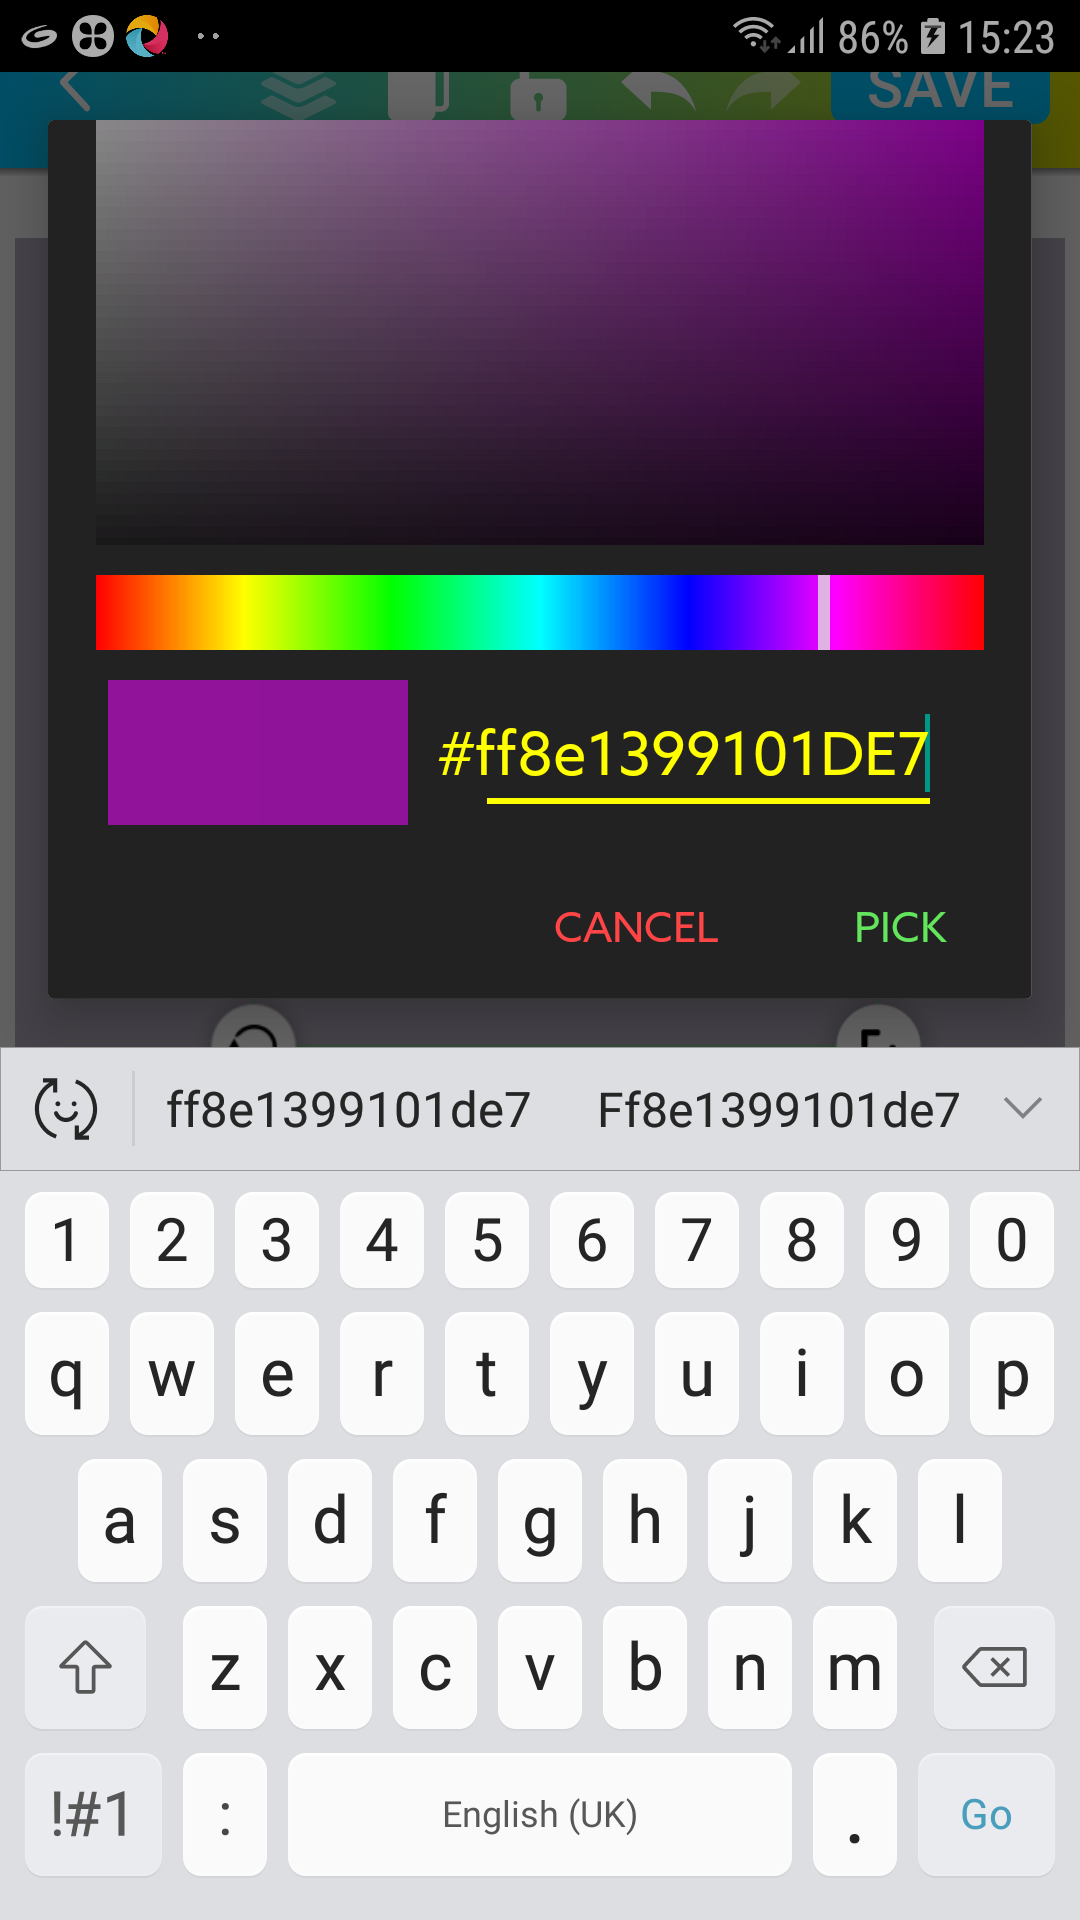 86% 15:23
SAVE
#ff8e1399101DE7
CANCEL PICK
ff8e1399101de7 Ff8e1399101de7
1 2 3 4 5 6 7 8 9 0
q w e r t y u i o p
a s d f g h j k l
z x c v b n m
!#1 : English (UK) . Go